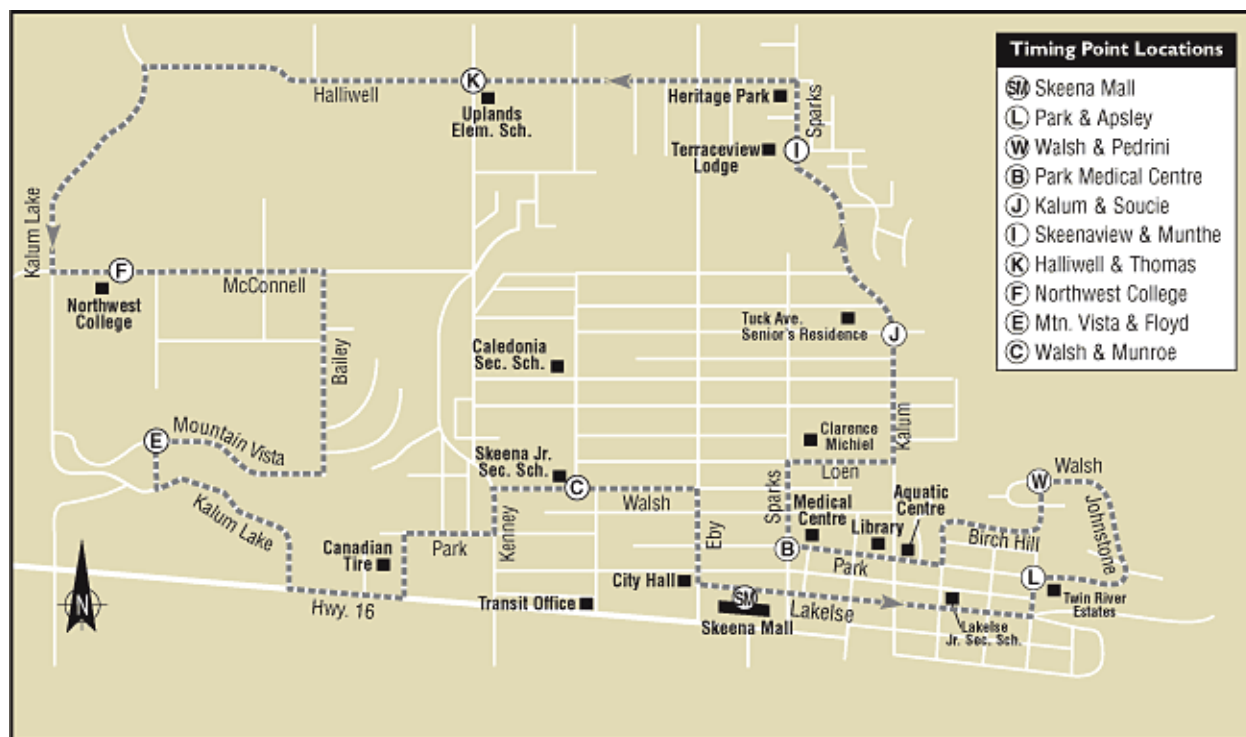 Timing Point Locations
SM Skeena Mall
L Park & Apsley
W Walsh & Pedrini
B Park Medical Centre
J Kalum & Soucie
I Skeenaview & Munthe
K Halliwell & Thomas
F Northwest College
E Mtn. Vista & Floyd
C Walsh & Munroe
K
Halliwell
Uplands
Elem. Sch.
Heritage Park
Sparks
Terraceview
Lodge
I
Kalum Lake
F
McConnell
Northwest
College
Bailey
Tuck Ave.
Senior's Residence
J
Caledonia
Sec. Sch.
Kalum
E
Mountain Vista
Clarence
Michiel
Loen
Skeena Jr.
Sec. Sch.
C
Walsh
Sparks
Medical
Centre
Library
Aquatic
Centre
W
Walsh
Johnstone
Kalum Lake
Canadian
Tire
Park
Kenney
Eby
B
Park
Birch Hill
L
Twin River
Estates
N
Hwy. 16
Transit Office
City Hall
SM
Skeena Mall
Lakelse
Lakelse
Jr. Sec. Sch.